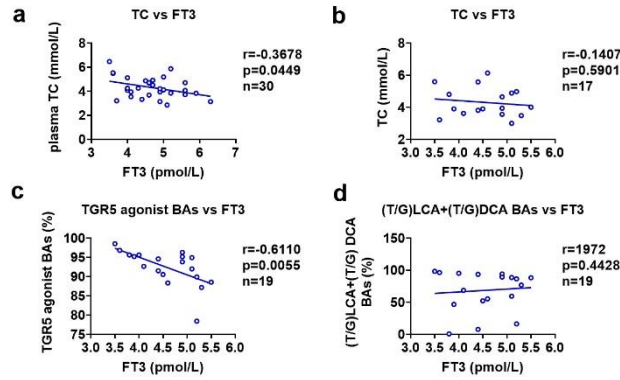 a
TC vs FT3
plasma TC (mmol/L)
8
6
4
2
0
3 4 5 6 7
FT3 (pmol/L)
r=-0.3678
p=0.0449
n=30
b
TC vs FT3
TC (mmol/L)
8
6
4
2
3.0 3.5 4.0 4.5 5.0 5.5 6.0
FT3 (pmol/L)
r=-0.1407
p=0.5901
n=17
c
TGR5 agonist BAs vs FT3
TGR5 agonist BAs (%)
100
95
90
85
80
75
3.0 3.5 4.0 4.5 5.0 5.5 6.0
FT3 (pmol/L)
r=-0.6110
p=0.0055
n=19
d
(T/G)LCA+(T/G)DCA BAs vs FT3
(T/G)LCA+(T/G) DCA
BAs (%)
150
100
50
0
3.0 3.5 4.0 4.5 5.0 5.5 6.0
FT3 (pmol/L)
r=1972
p=0.4428
n=19